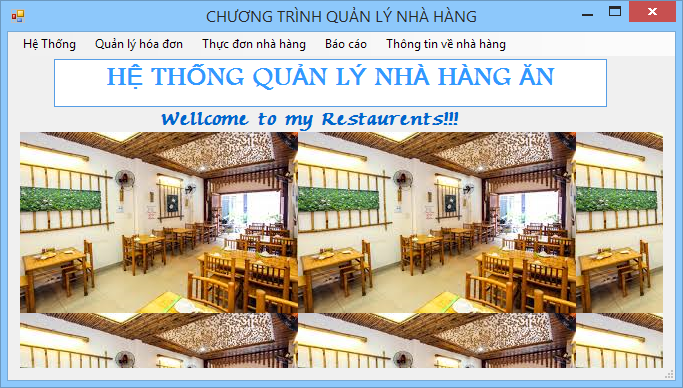 CHƯƠNG TRÌNH QUẢN LÝ NHÀ HÀNG
Hệ Thống Quản lý hóa đơn Thực đơn nhà hàng Báo cáo Thông tin về nhà hàng
HỆ THỐNG QUẢN LÝ NHÀ HÀNG ĂN
Wellcome to my Restaurents!!!